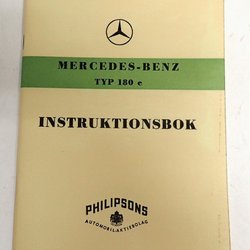 MERCEDES-BENZ
TYP 180 c
INSTRUKTIONSBOK
PHILIPSONS
AUTOMOBILAKTIEBOLAG